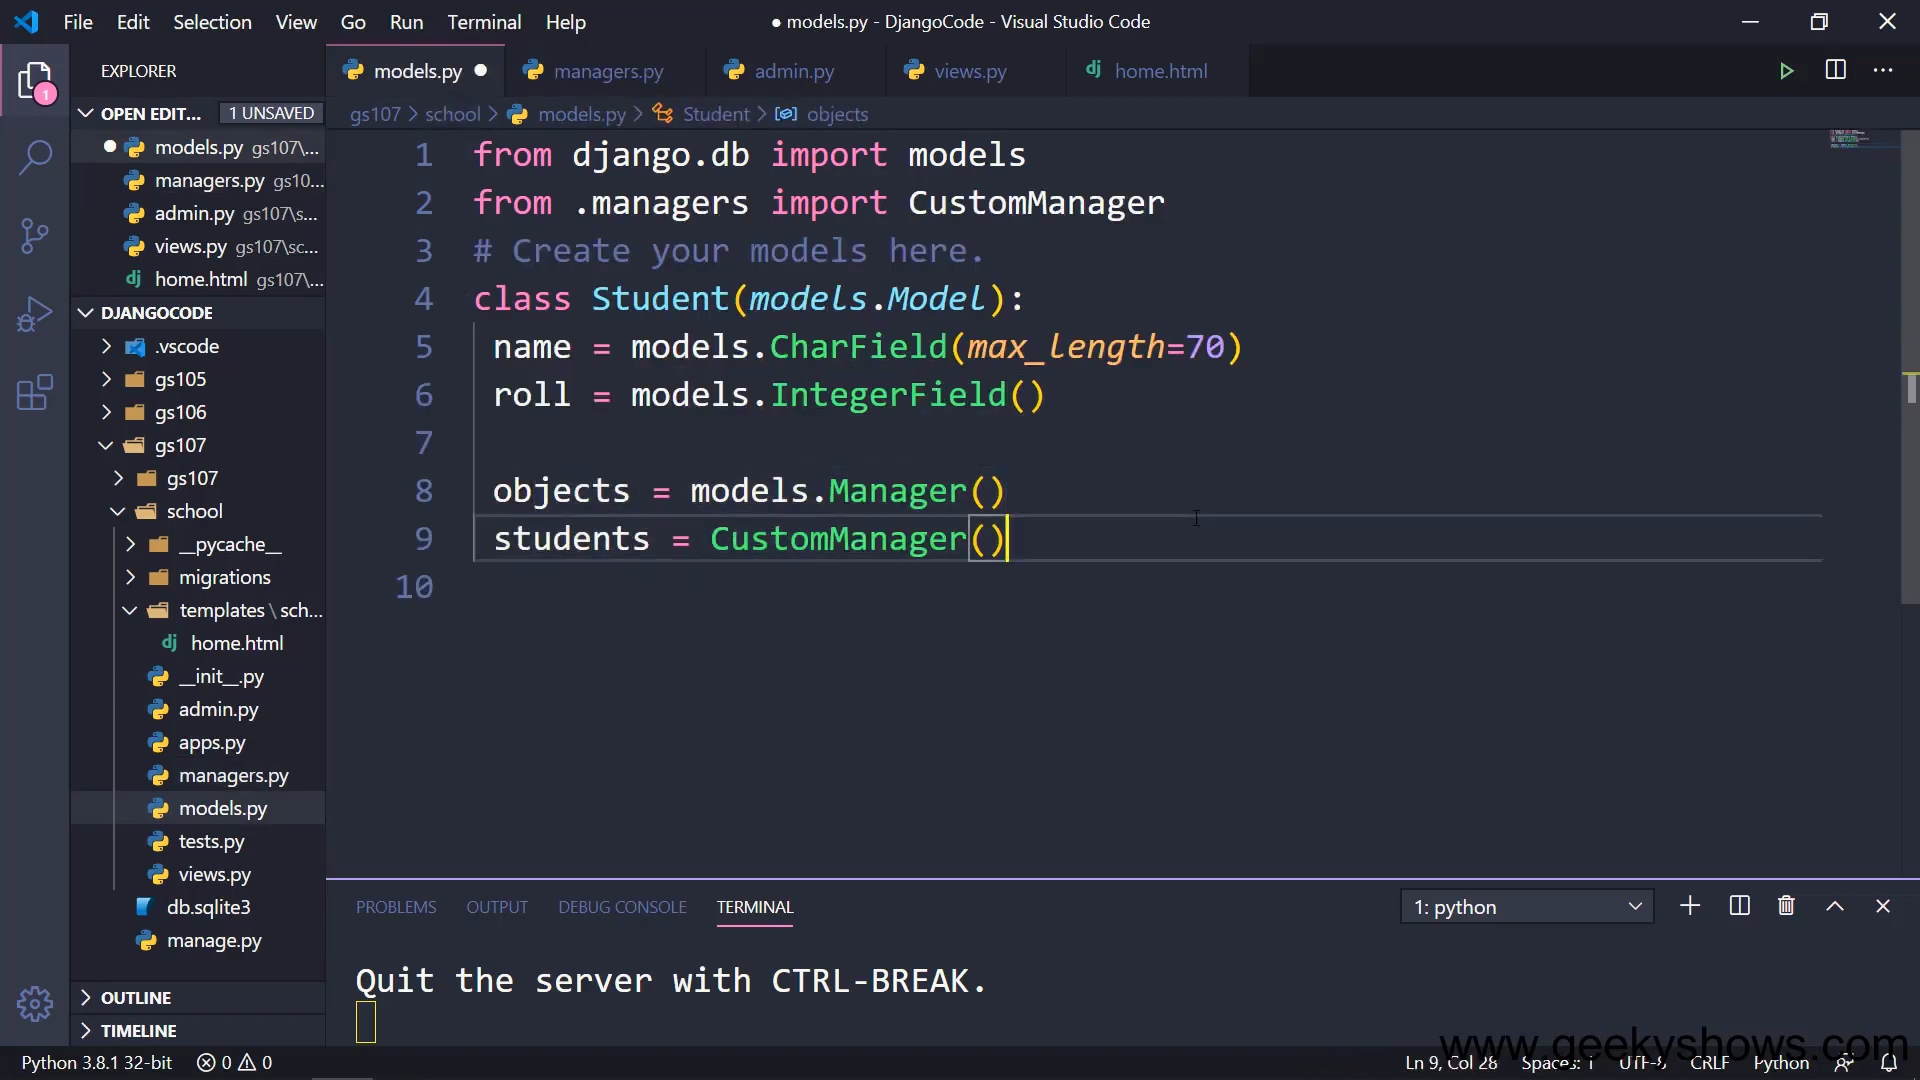 File Edit Selection View Go Run Terminal Help
● models.py - DjangoCode - Visual Studio Code
EXPLORER
OPEN EDIT... 1 UNSAVED
models.py gs107\...
managers.py gs10...
admin.py gs107\s...
views.py gs107\sc...
home.html gs107\...
DJANGOCODE
.vscode
gs105
gs106
gs107
gs107
school
__pycache__
migrations
templates \ sch...
home.html
__init__.py
admin.py
apps.py
managers.py
models.py
tests.py
views.py
db.sqlite3
manage.py
OUTLINE
TIMELINE
1
models.py managers.py admin.py views.py home.html
gs107 > school > models.py > Student > objects
1 from django.db import models
2 from .managers import CustomManager
3 # Create your models here.
4 class Student(models.Model):
5 name = models.CharField(max_length=70)
6 roll = models.IntegerField()
7
8 objects = models.Manager()
9 students = CustomManager()
10
PROBLEMS OUTPUT DEBUG CONSOLE TERMINAL 1: python
Quit the server with CTRL-BREAK.
www.geekyshows.com
Python 3.8.1 32-bit 0 0 Ln 9, Col 28 Spaces: 1 UTF-8 CRLF Python